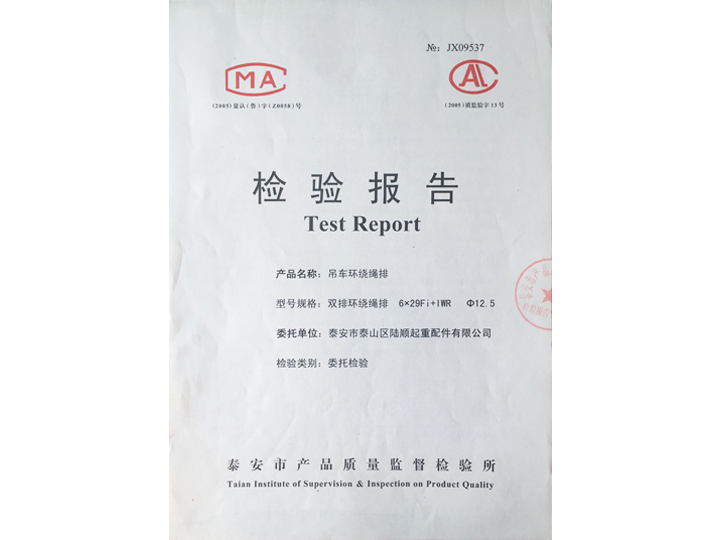 №: JX09537
CMA
CAL
(2005)量认(鲁)字(Z0058)号
(2005)质监验字13号
检验报告
Test Report
产品名称: 吊车环绕绳排
型号规格: 双排环绕绳排 6×29Fi+IWR Φ12.5
委托单位: 泰安市泰山区陆顺起重配件有限公司
检验类别: 委托检验
泰安市产品质量监督检验所
Taian Institute of Supervision & Inspection on Product Quality